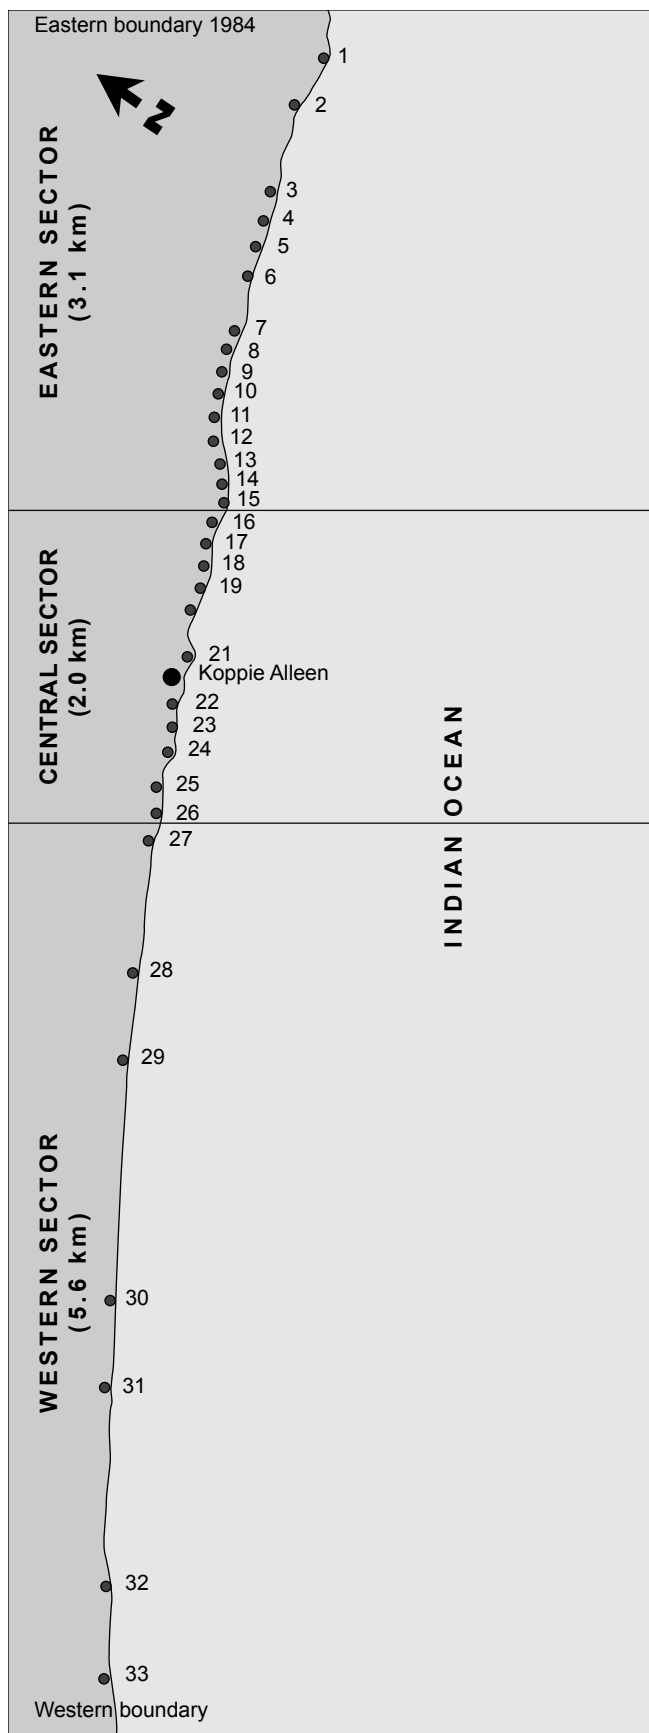 Eastern boundary 1984
1
N
2
EASTERN SECTOR
(3.1 km)
3
4
5
6
7
8
9
10
11
12
13
14
15
16
CENTRAL SECTOR
(2.0 km)
17
18
19
21
Koppie Alleen
22
23
24
25
26
INDIAN OCEAN
27
28
29
WESTERN SECTOR
(5.6 km)
30
31
32
33
Western boundary